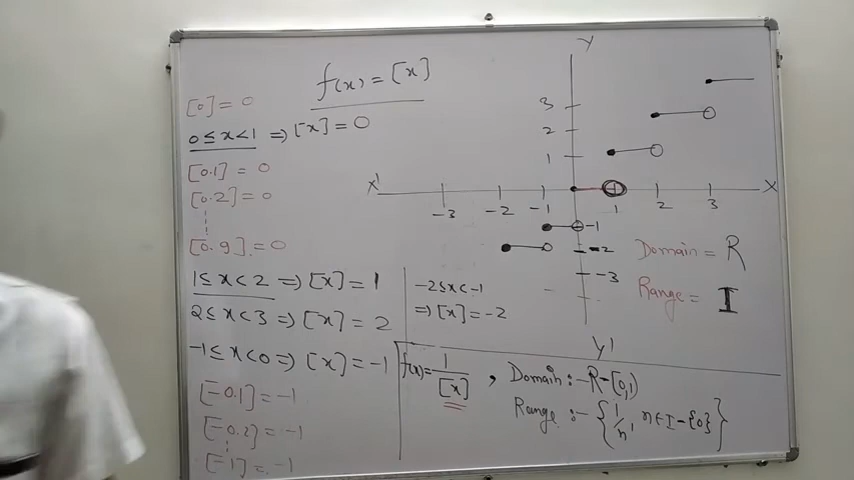 f(x) = [x]
[0] = 0
0 ≤ x < 1 ⇒ [x] = 0
[0.1] = 0
[0.2] = 0
[0.9] = 0
1 ≤ x < 2 ⇒ [x] = 1
2 ≤ x < 3 ⇒ [x] = 2
-1 ≤ x < 0 ⇒ [x] = -1
[-0.1] = -1
[-0.2] = -1
[-1] = -1
-2 ≤ x < -1
⇒ [x] = -2
Y
3
2
1
X' -3 -2 -1 1 2 3 X
-1
-2
-3
Y'
Domain = R
Range = I
f(x) = 1/[x] , Domain :- R - [0,1)
Range :- {1/n, n ∈ I - {0}}